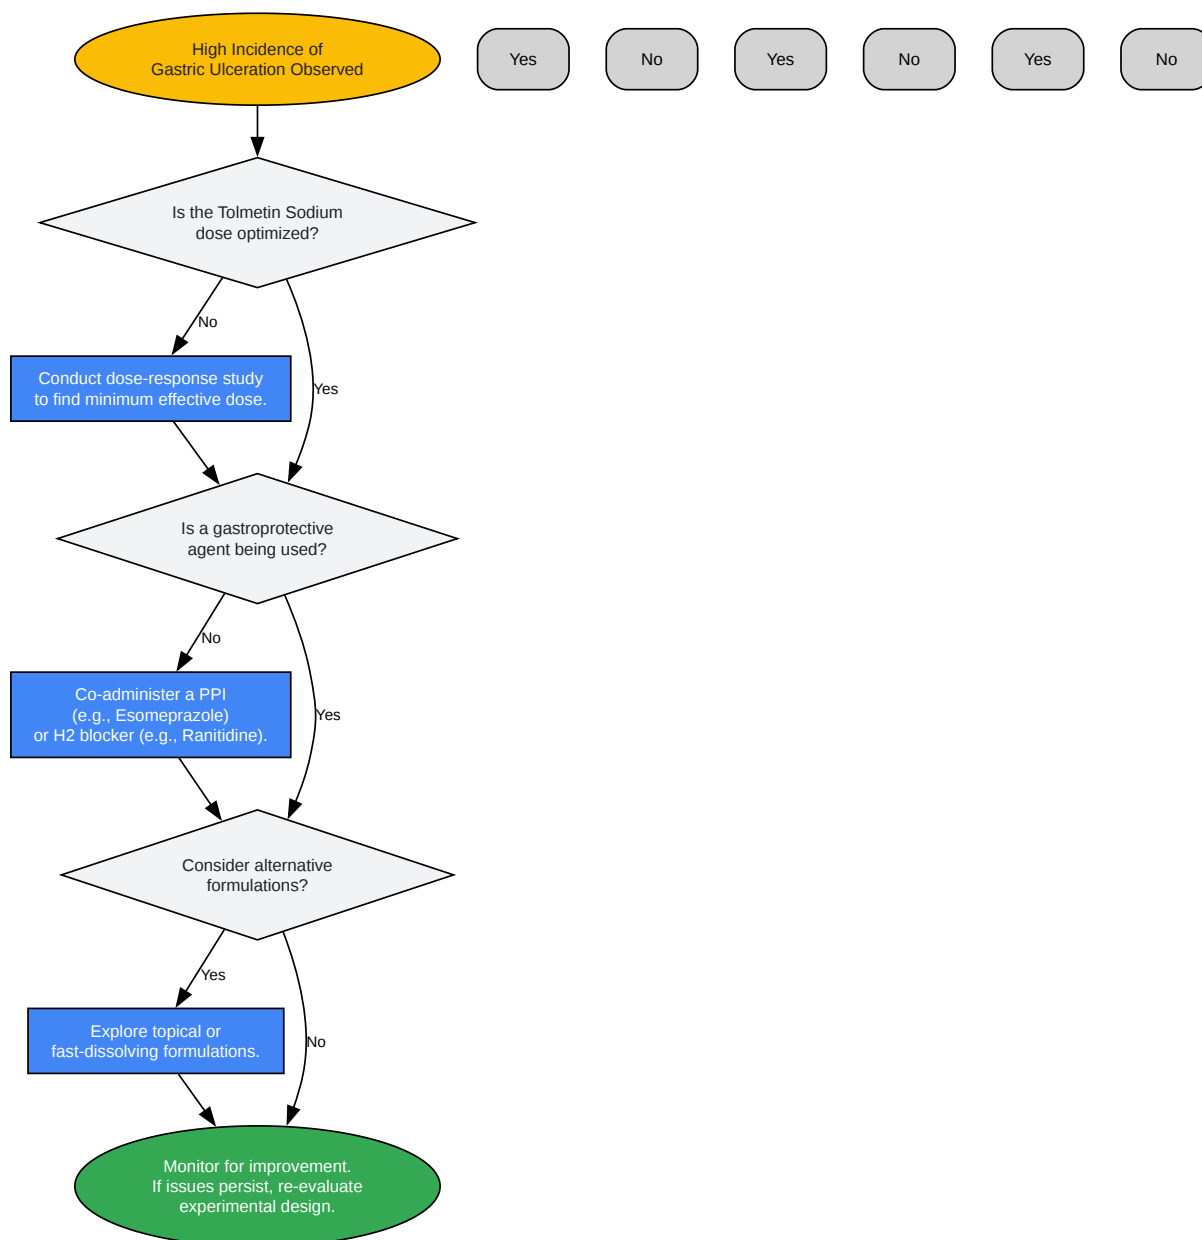 High Incidence of
Gastric Ulceration Observed
Yes
No
Yes
No
Yes
No
Is the Tolmetin Sodium
dose optimized?
No
Conduct dose-response study
to find minimum effective dose.
Yes
Is a gastroprotective
agent being used?
No
Co-administer a PPI
(e.g., Esomeprazole)
or H2 blocker (e.g., Ranitidine).
Yes
Consider alternative
formulations?
Yes
Explore topical or
fast-dissolving formulations.
No
Monitor for improvement.
If issues persist, re-evaluate
experimental design.